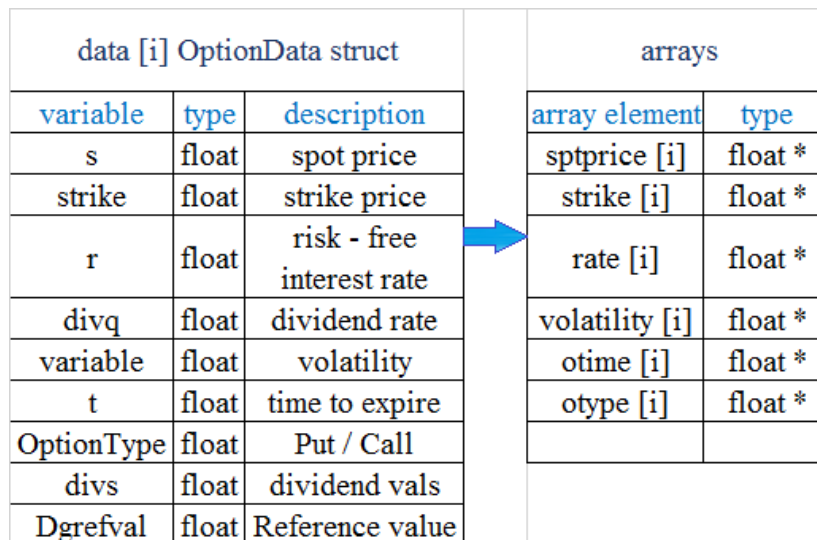 data [i] OptionData struct
variable type description
s float spot price
strike float strike price
r float risk - free
interest rate
divq float dividend rate
variable float volatility
t float time to expire
OptionType float Put / Call
divs float dividend vals
Dgrefval float Reference value
arrays
array element type
sptprice [i] float *
strike [i] float *
rate [i] float *
volatility [i] float *
otime [i] float *
otype [i] float *